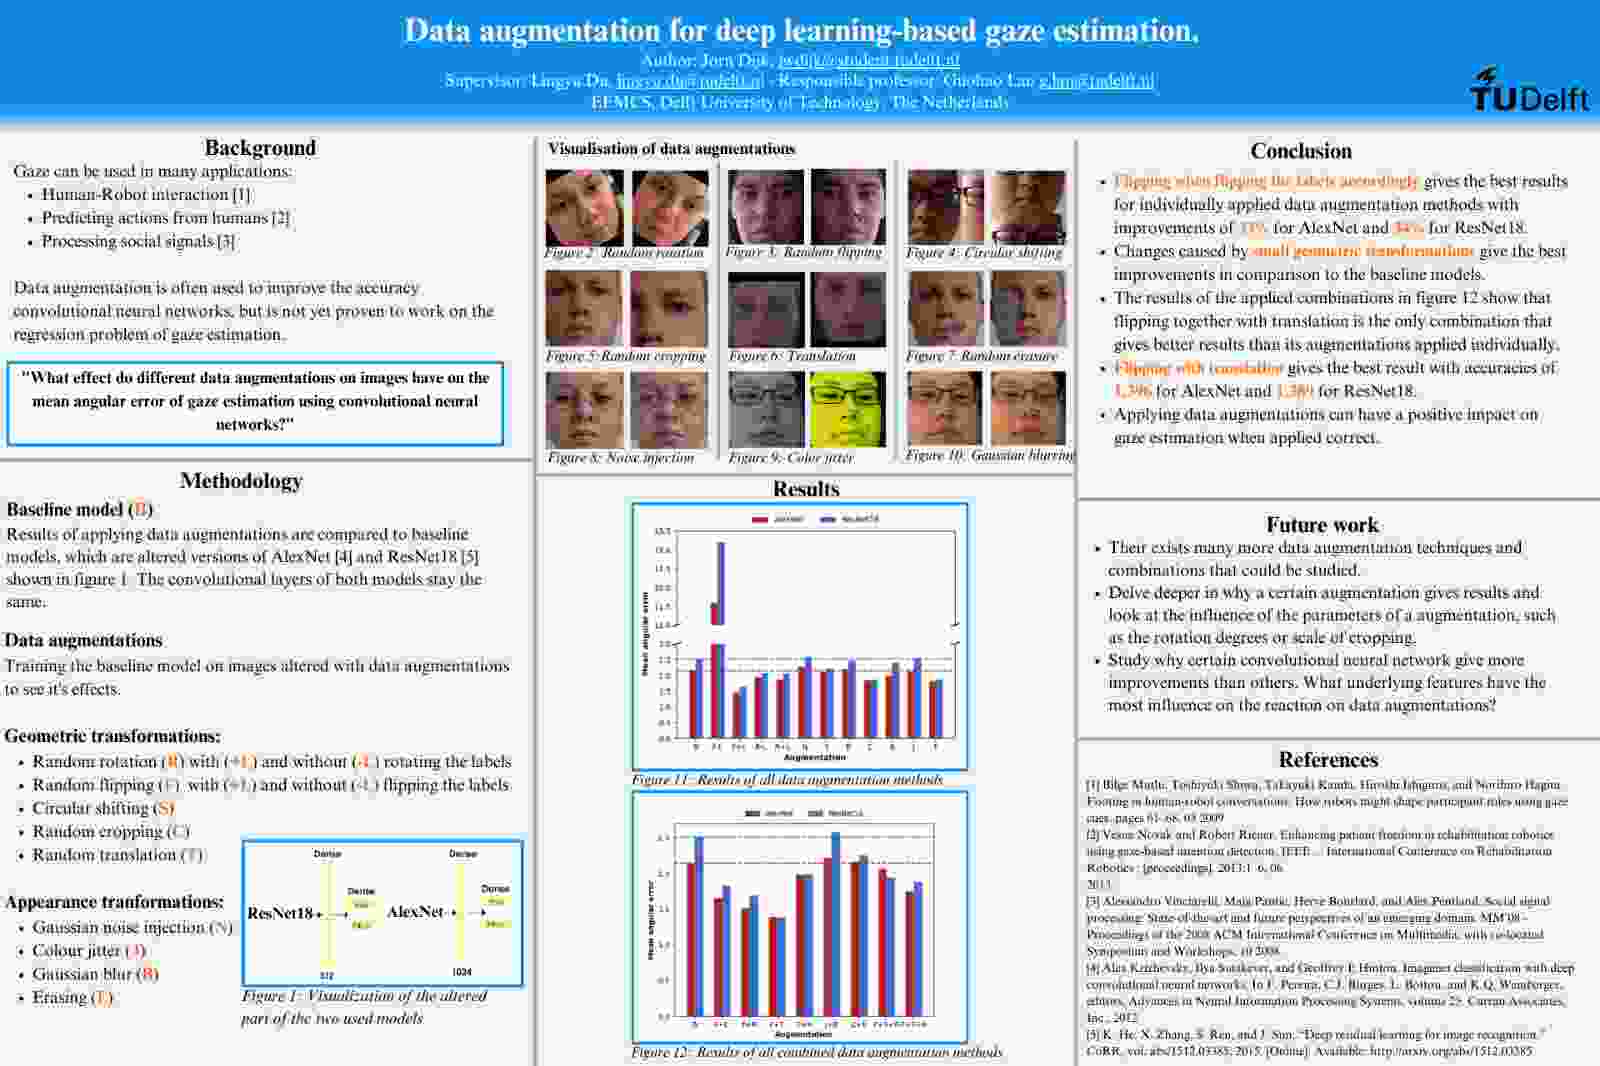 Data augmentation for deep learning-based gaze estimation.
Author: Jorn Dijk,
Supervisor: Lingyu Du, lingyu.du@tudelft.nl - Responsible professor: Guohao Lan g.lan@tudelft.nl
EEMCS, Delft University of Technology, The Netherlands
TU Delft
Background
Gaze can be used in many applications:
• Human-Robot interaction [1]
• Predicting actions from humans [2]
• Processing social signals [3]
Data augmentation is often used to improve the accuracy
convolutional neural networks, but is not yet proven to work on the
regression problem of gaze estimation.
"What effect do different data augmentations on images have on the
mean angular error of gaze estimation using convolutional neural
networks?"
Methodology
Baseline model (B)
Results of applying data augmentations are compared to baseline
models, which are altered versions of AlexNet [4] and ResNet18 [5]
shown in figure 1. The convolutional layers of both models stay the
same.
Data augmentations
Training the baseline model on images altered with data augmentations
to see it's effects.
Geometric transformations:
• Random rotation (R) with (+L) and without (-L) rotating the labels
• Random flipping (F) with (+L) and without (-L) flipping the labels
• Circular shifting (S)
• Random cropping (C)
• Random translation (T)
Appearance tranformations:
• Gaussian noise injection (N)
• Colour jitter (J)
• Gaussian blur (B)
• Erasing (E)
Dense
Dense
Dense
Dense
ResNet18
AlexNet
512
1024
Figure 1: Visualization of the altered
part of the two used models
Visualisation of data augmentations
Figure 2: Random rotation
Figure 3: Random flipping
Figure 4: Circular shifting
Figure 5: Random cropping
Figure 6: Translation
Figure 7: Random erasure
Figure 8: Noise injection
Figure 9: Color jitter
Figure 10: Gaussian blurring
Results
AlexNet
ResNet18
Mean angular error
Augmentation
Figure 11: Results of all data augmentation methods
AlexNet
ResNet18
Mean angular error
Augmentation
Figure 12: Results of all combined data augmentation methods
Conclusion
• Flipping when flipping the labels accordingly gives the best results
for individually applied data augmentation methods with
improvements of for AlexNet and 34% for ResNet18.
• Changes caused by small geometric transformations give the best
improvements in comparison to the baseline models.
• The results of the applied combinations in figure 12 show that
flipping together with translation is the only combination that
gives better results than its augmentations applied individually.
• Flipping with translation gives the best result with accuracies of
1.396 for AlexNet and 1.389 for ResNet18.
• Applying data augmentations can have a positive impact on
gaze estimation when applied correct.
Future work
• Their exists many more data augmentation techniques and
combinations that could be studied.
• Delve deeper in why a certain augmentation gives results and
look at the influence of the parameters of a augmentation, such
as the rotation degrees or scale of cropping.
• Study why certain convolutional neural network give more
improvements than others. What underlying features have the
most influence on the reaction on data augmentations?
References
[1] Bilge Mutlu, Toshiyuki Shiwa, Takayuki Kanda, Hiroshi Ishiguro, and Norihiro Hagita.
Footing in human-robot conversations: How robots might shape participant roles using gaze
cues. pages 61–68, 03 2009.
[2] Vesna Novak and Robert Riener. Enhancing patient freedom in rehabilitation robotics
using gaze-based intention detection. IEEE ... International Conference on Rehabilitation
Robotics : [proceedings], 2013:1–6, 06
2013.
[3] Alessandro Vinciarelli, Maja Pantic, Herve Bourlard, and Alex Pentland. Social signal
processing: State-of-the-art and future perspectives of an emerging domain. MM'08 -
Proceedings of the 2008 ACM International Conference on Multimedia, with co-located
Symposium and Workshops, 10 2008.
[4] Alex Krizhevsky, Ilya Sutskever, and Geoffrey E Hinton. Imagenet classification with deep
convolutional neural networks. In F. Pereira, C.J. Burges, L. Bottou, and K.Q. Weinberger,
editors, Advances in Neural Information Processing Systems, volume 25. Curran Associates,
Inc., 2012.
[5] K. He, X. Zhang, S. Ren, and J. Sun, “Deep residual learning for image recognition,”
CoRR, vol. abs/1512.03385, 2015. [Online]. Available: http://arxiv.org/abs/1512.03385